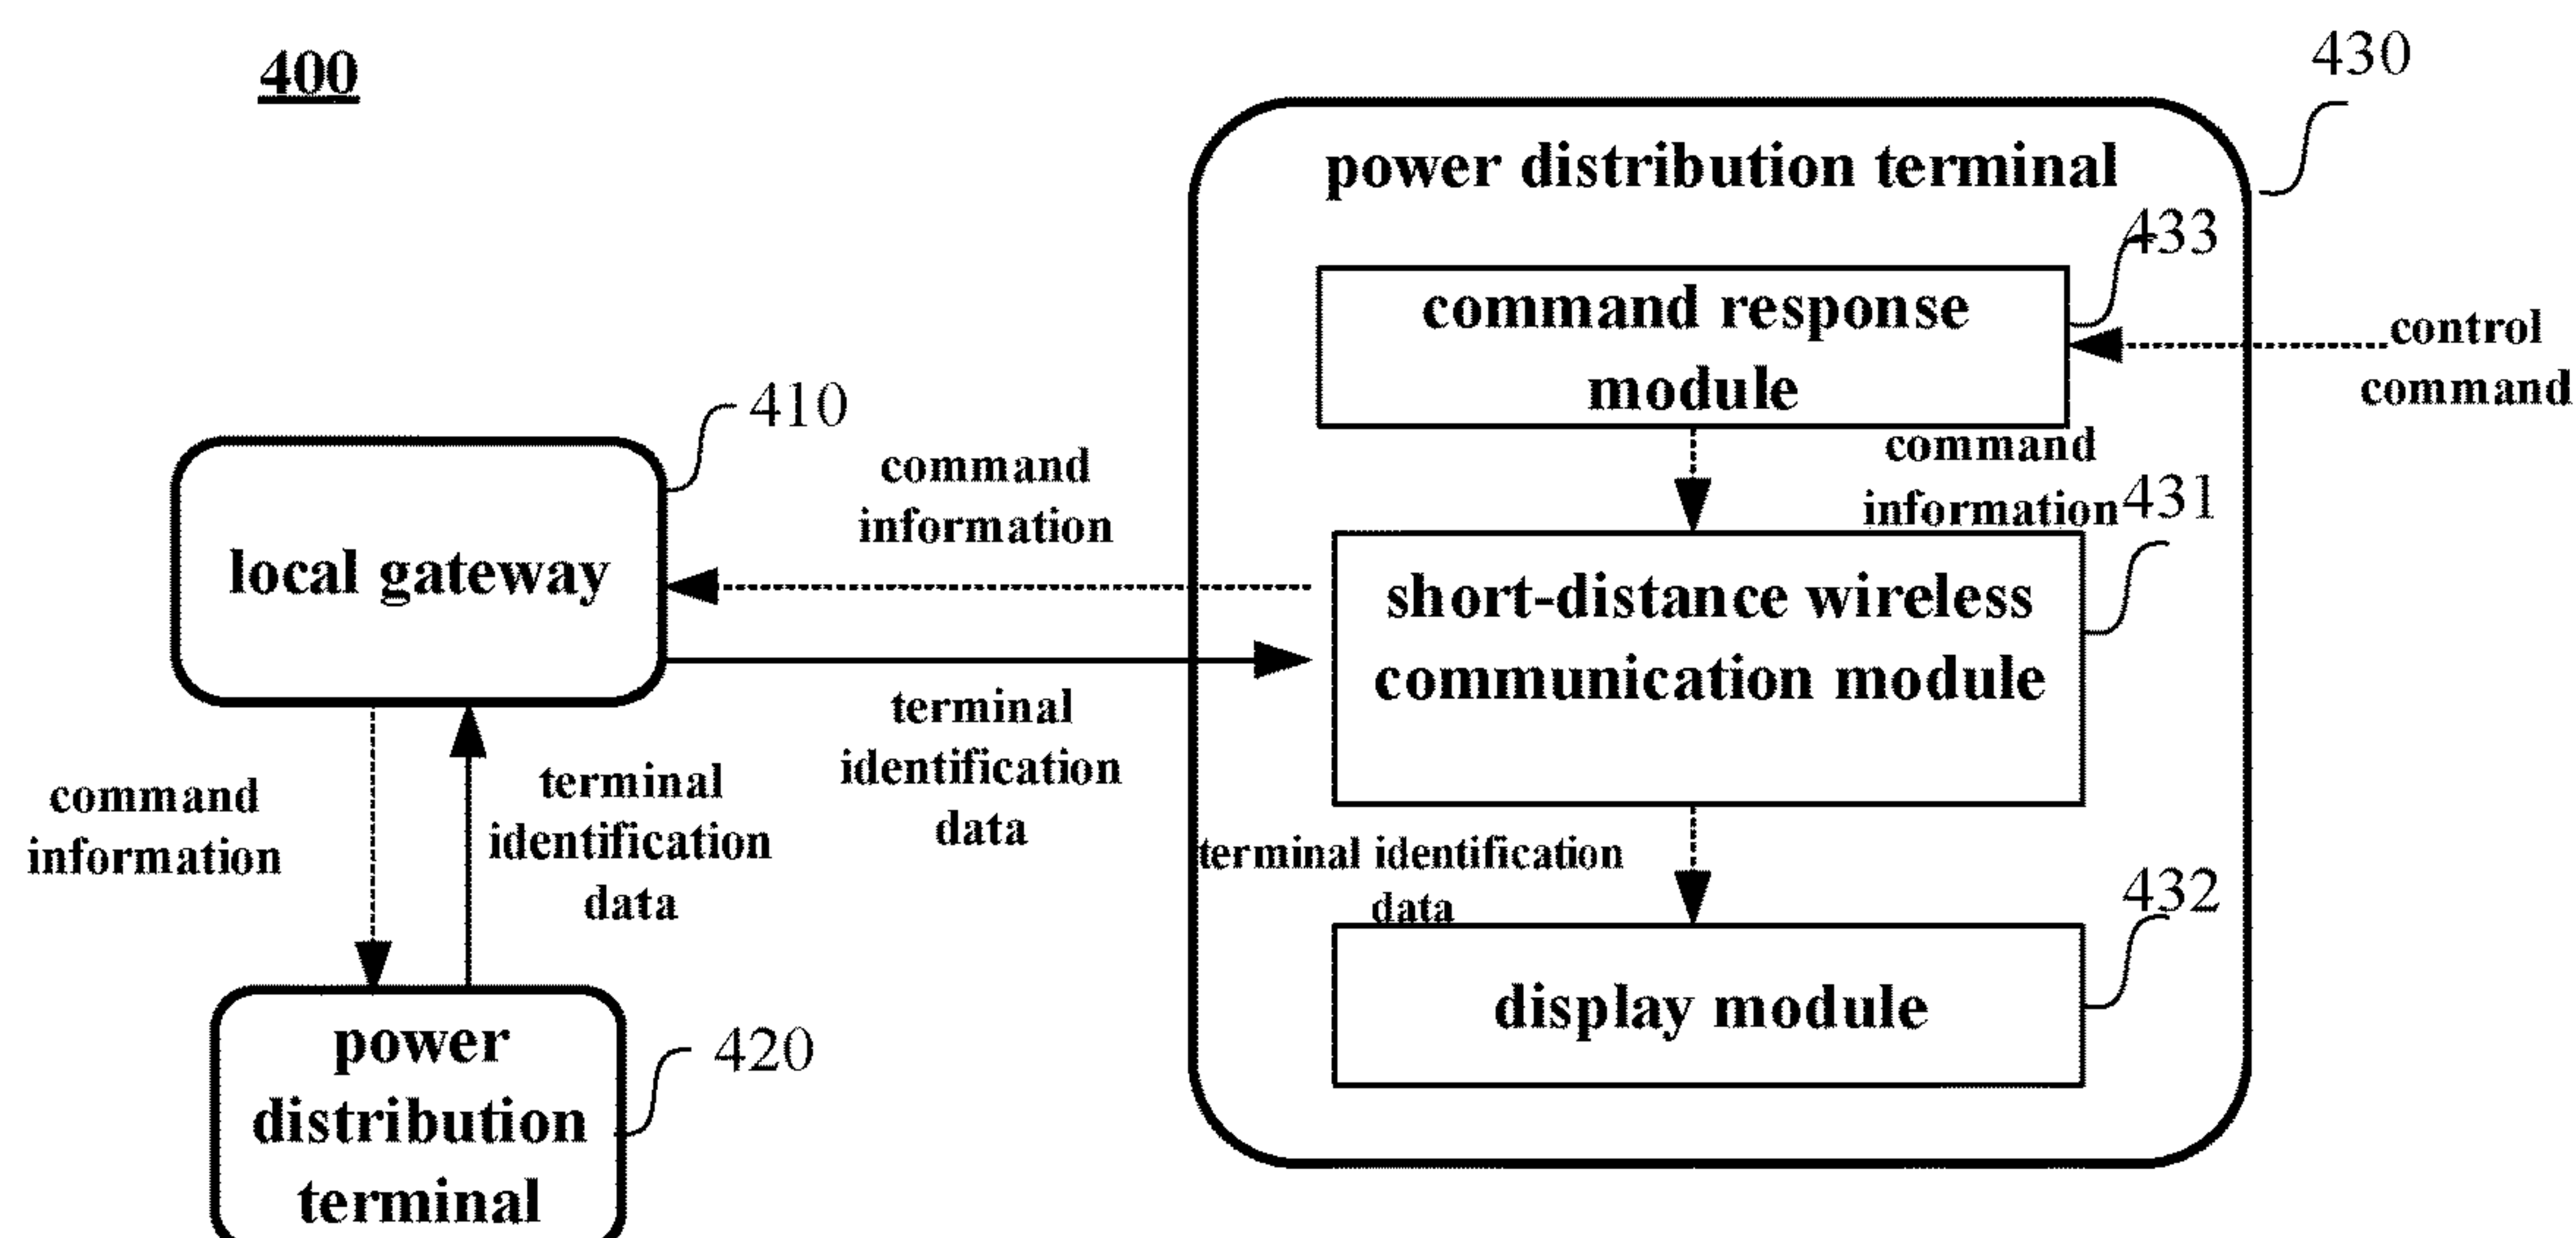 400
430
power distribution terminal
433
command response
module
control
command
410
command
information
command
information
431
local gateway
short-distance wireless
communication module
terminal
identification
data
command
information
terminal
identification
data
terminal identification
data
432
display module
power
distribution
terminal
420